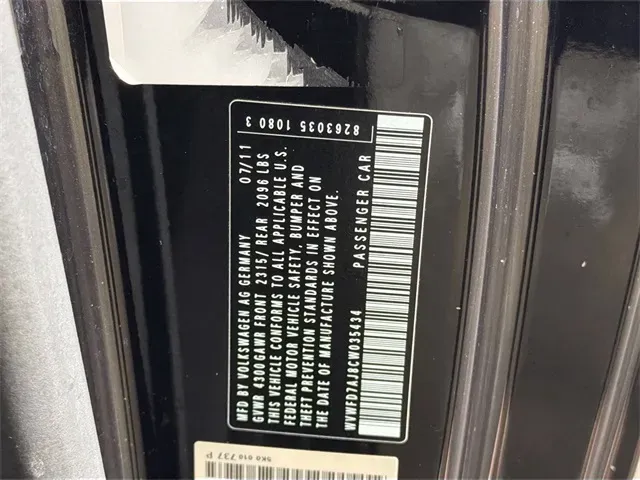 8263035 1080 3
MFD BY VOLKSWAGEN AG GERMANY 07/11
GVWR 4300 GAWR FRONT 2315/ REAR 2096 LBS
THIS VEHICLE CONFORMS TO ALL APPLICABLE U.S.
FEDERAL MOTOR VEHICLE SAFETY, BUMPER AND
THEFT PREVENTION STANDARDS IN EFFECT ON
THE DATE OF MANUFACTURE SHOWN ABOVE.
WVWFD7AJ8CW035434 PASSENGER CAR
5K0 010 737 P